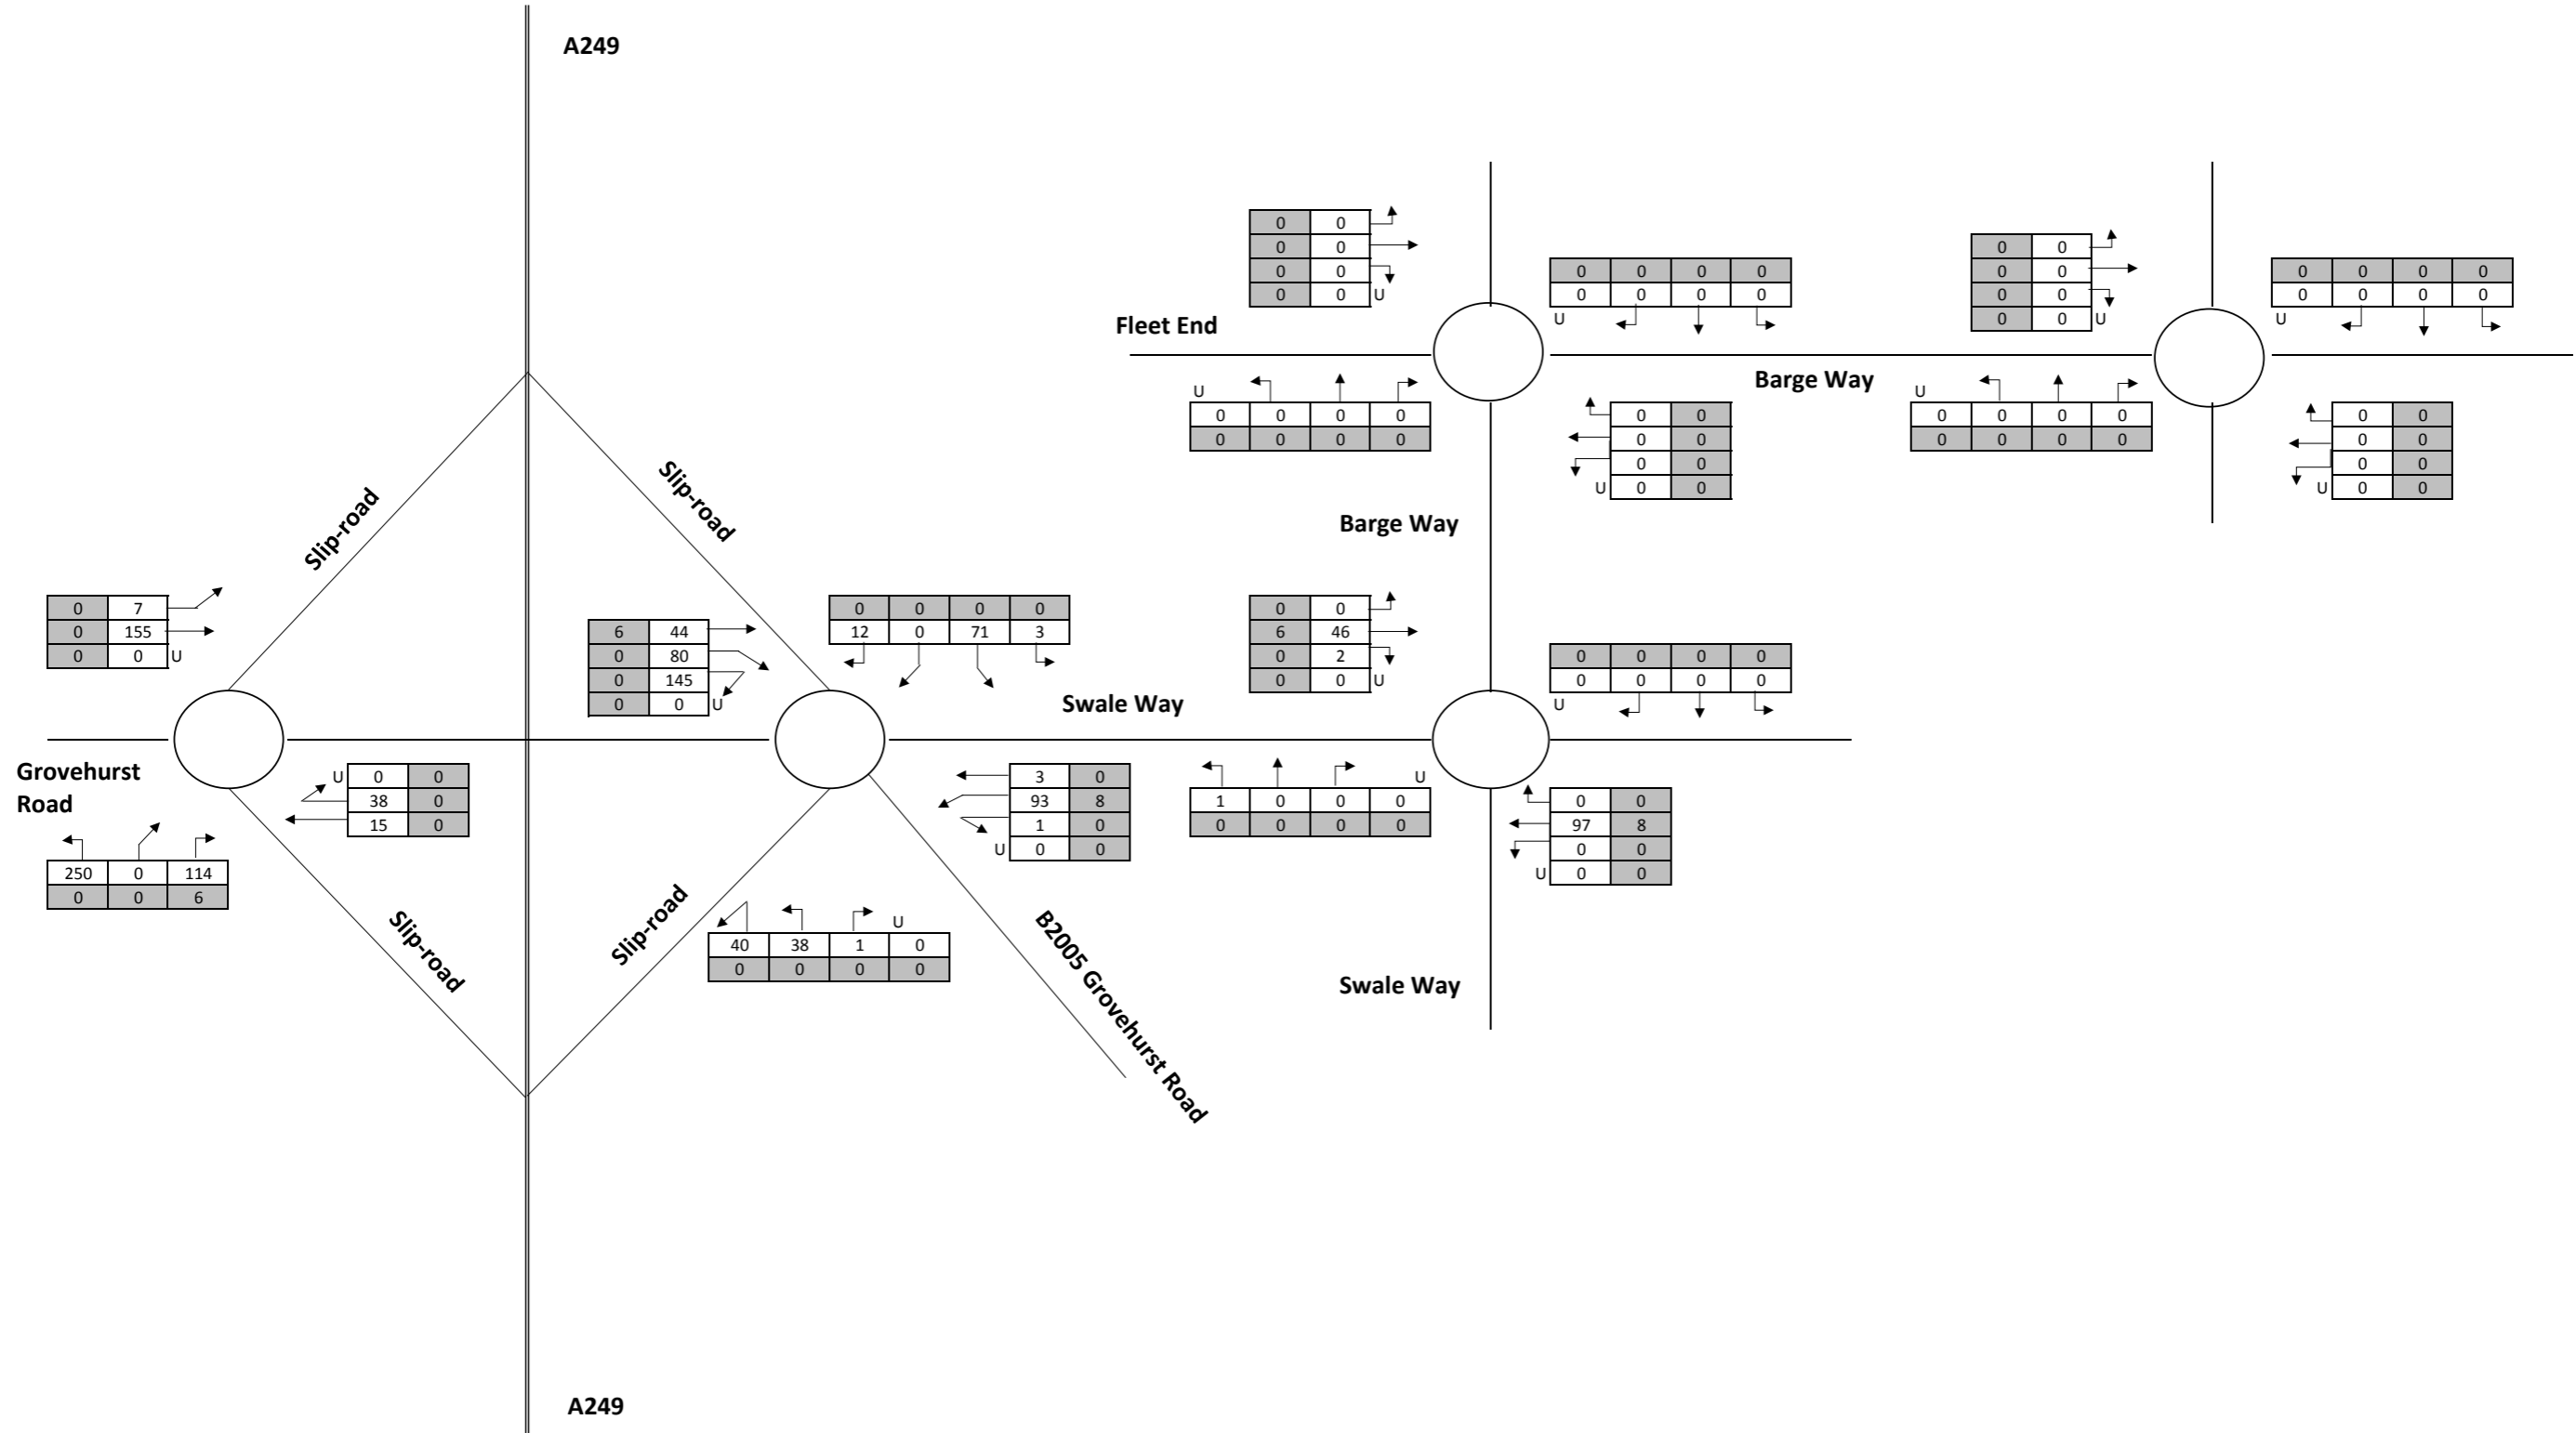 A249
0 0
0 0
0 0
0 0 U
0 0 0 0
0 0 0 0
U
0 0
0 0
0 0
0 0 U
0 0 0 0
0 0 0 0
U
Fleet End
Barge Way
U
0 0 0 0
0 0 0 0
0 0
0 0
0 0
U 0 0
U
0 0 0 0
0 0 0 0
0 0
0 0
0 0
U 0 0
Slip-road
Slip-road
Barge Way
0 7
0 155
0 0 U
6 44
0 80
0 145
0 0 U
0 0 0 0
12 0 71 3
0 0
6 46
0 2
0 0 U
0 0 0 0
0 0 0 0
U
Swale Way
Grovehurst
Road
U 0 0
38 0
15 0
3 0
93 8
1 0
U 0 0
U
1 0 0 0
0 0 0 0
0 0
97 8
0 0
U 0 0
250 0 114
0 0 6
Slip-road
Slip-road
U
40 38 1 0
0 0 0 0
B2005 Grovehurst Road
Swale Way
A249